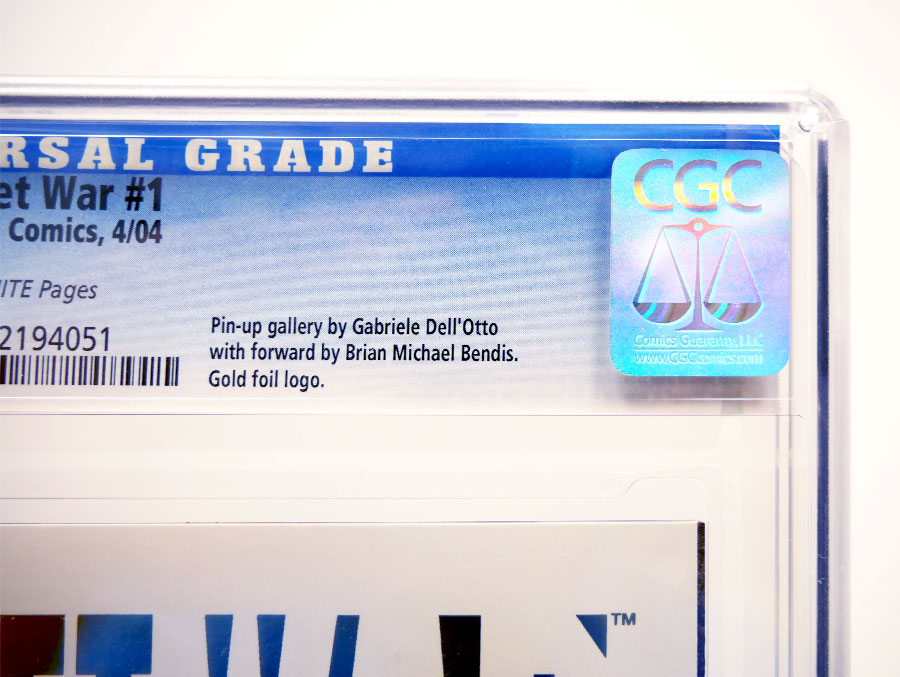 RSAL GRADE
et War #1
Comics, 4/04
ITE Pages
2194051
Pin-up gallery by Gabriele Dell'Otto
with forward by Brian Michael Bendis.
Gold foil logo.
CGC
Comics Guaranty, LLC
www.CGCcomics.com
WA
TM